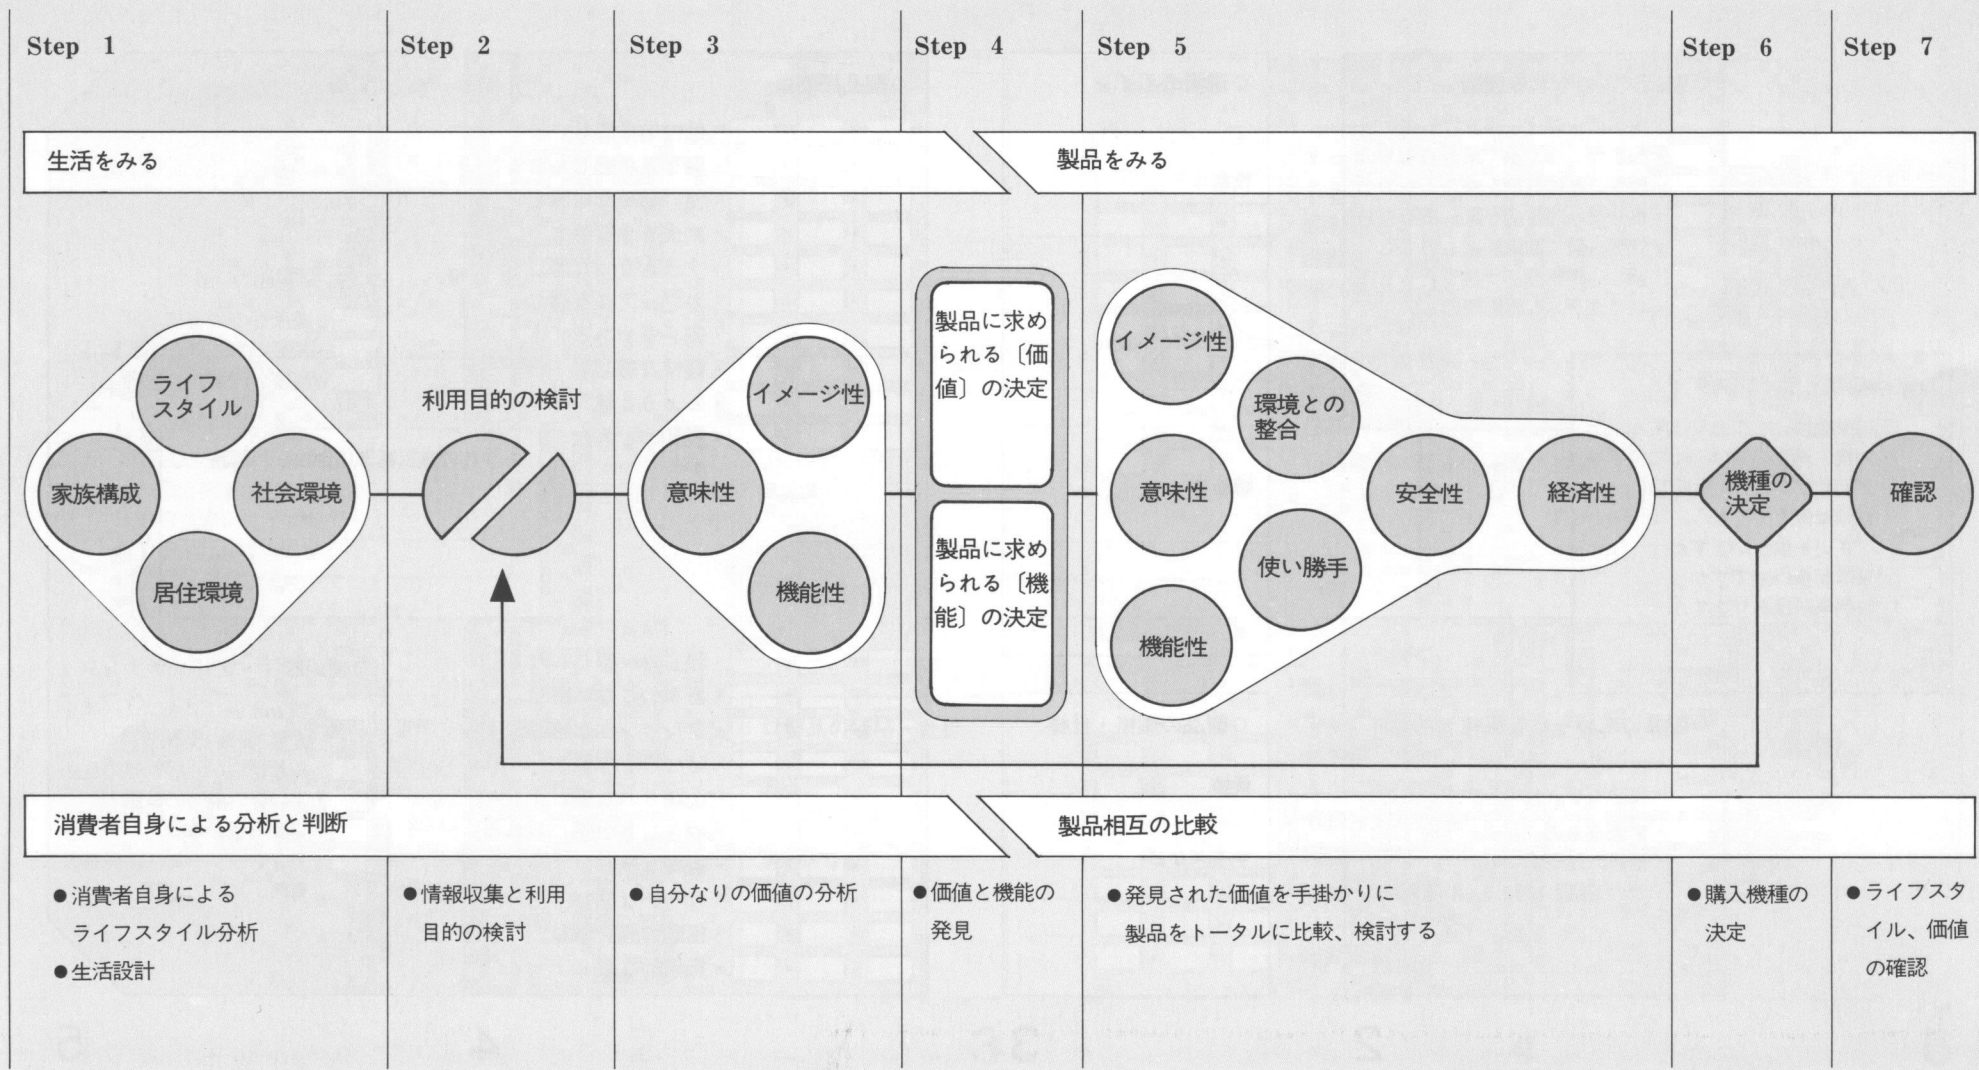 Step 1
Step 2
Step 3
Step 4
Step 5
Step 6
Step 7
生活をみる
製品をみる
ライフ
スタイル
家族構成
社会環境
居住環境
利用目的の検討
イメージ性
意味性
機能性
製品に求め
られる〔価
値〕の決定
製品に求め
られる〔機
能〕の決定
イメージ性
環境との
整合
意味性
使い勝手
機能性
安全性
経済性
機種の
決定
確認
消費者自身による分析と判断
製品相互の比較
●消費者自身による
ライフスタイル分析
●生活設計
●情報収集と利用
目的の検討
●自分なりの価値の分析
●価値と機能の
発見
●発見された価値を手掛かりに
製品をトータルに比較、検討する
●購入機種の
決定
●ライフスタ
イル、価値
の確認